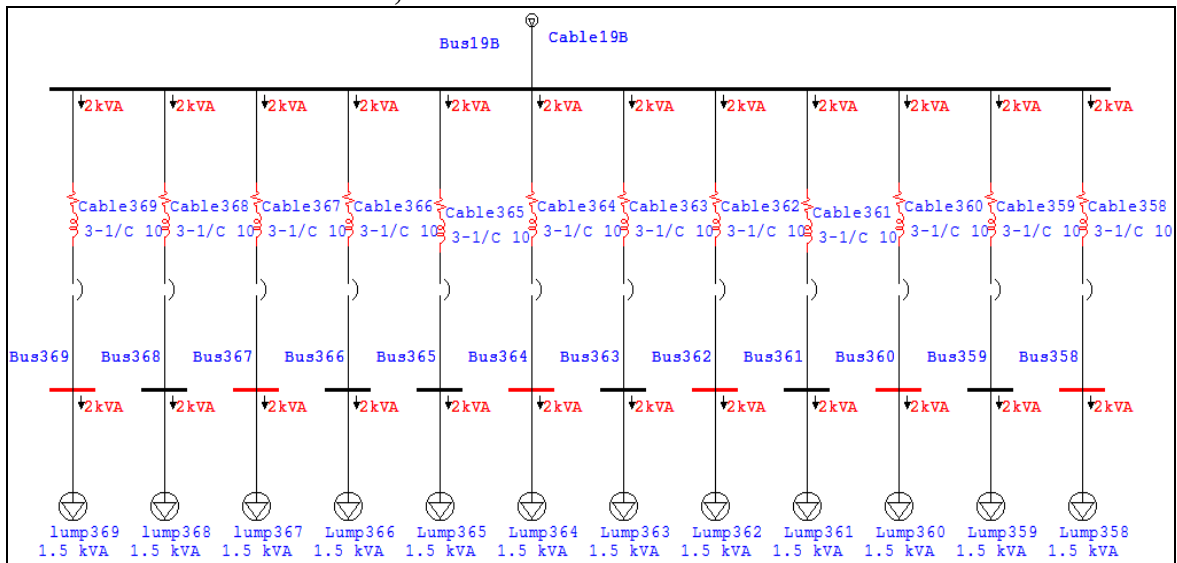 Bus19B Cable19B
2kVA 2kVA 2kVA 2kVA 2kVA 2kVA 2kVA 2kVA 2kVA 2kVA 2kVA 2kVA
Cable369 Cable368 Cable367 Cable366 Cable365 Cable364 Cable363 Cable362 Cable361 Cable360 Cable359 Cable358
3-1/C 10 3-1/C 10 3-1/C 10 3-1/C 10 3-1/C 10 3-1/C 10 3-1/C 10 3-1/C 10 3-1/C 10 3-1/C 10 3-1/C 10 3-1/C 10
Bus369 Bus368 Bus367 Bus366 Bus365 Bus364 Bus363 Bus362 Bus361 Bus360 Bus359 Bus358
2kVA 2kVA 2kVA 2kVA 2kVA 2kVA 2kVA 2kVA 2kVA 2kVA 2kVA 2kVA
lump369 lump368 lump367 Lump366 Lump365 Lump364 Lump363 Lump362 Lump361 Lump360 Lump359 Lump358
1.5 kVA 1.5 kVA 1.5 kVA 1.5 kVA 1.5 kVA 1.5 kVA 1.5 kVA 1.5 kVA 1.5 kVA 1.5 kVA 1.5 kVA 1.5 kVA